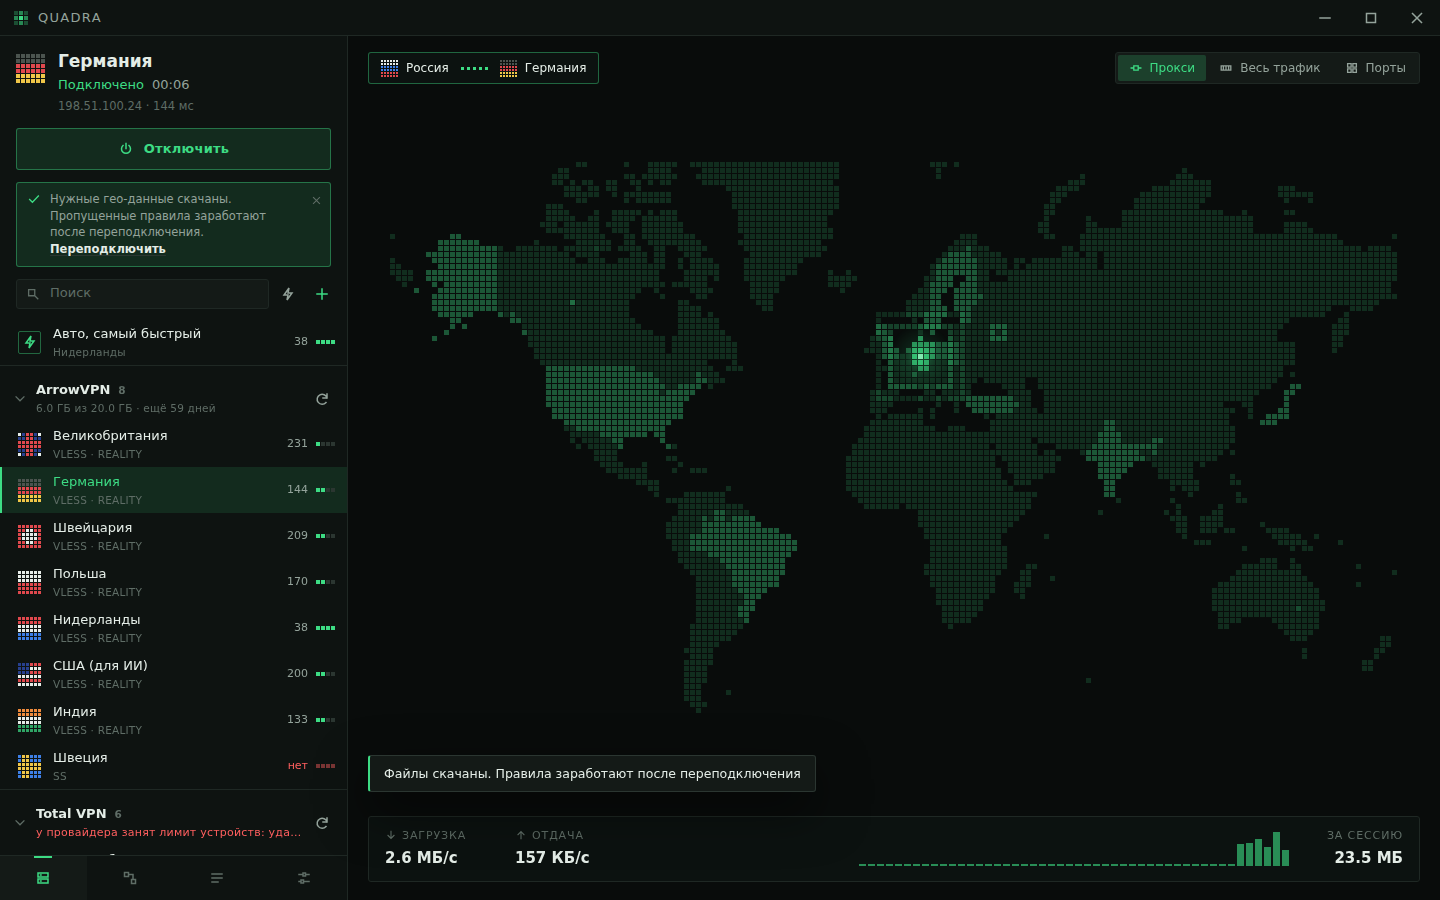 QUADRA
Германия
Подключено 00:06
198.51.100.24 · 144 мс
Отключить
Нужные гео-данные скачаны.
Пропущенные правила заработают
после переподключения.
Переподключить
Поиск
Авто, самый быстрый
Нидерланды
38
ArrowVPN 8
6.0 ГБ из 20.0 ГБ · ещё 59 дней
Великобритания
VLESS · REALITY
231
Германия
VLESS · REALITY
144
Швейцария
VLESS · REALITY
209
Польша
VLESS · REALITY
170
Нидерланды
VLESS · REALITY
38
США (для ИИ)
VLESS · REALITY
200
Индия
VLESS · REALITY
133
Швеция
SS
нет
Total VPN 6
у провайдера занят лимит устройств: уда...
Россия
Германия
Прокси
Весь трафик
Порты
Файлы скачаны. Правила заработают после переподключения
ЗАГРУЗКА
2.6 МБ/с
ОТДАЧА
157 КБ/с
ЗА СЕССИЮ
23.5 МБ